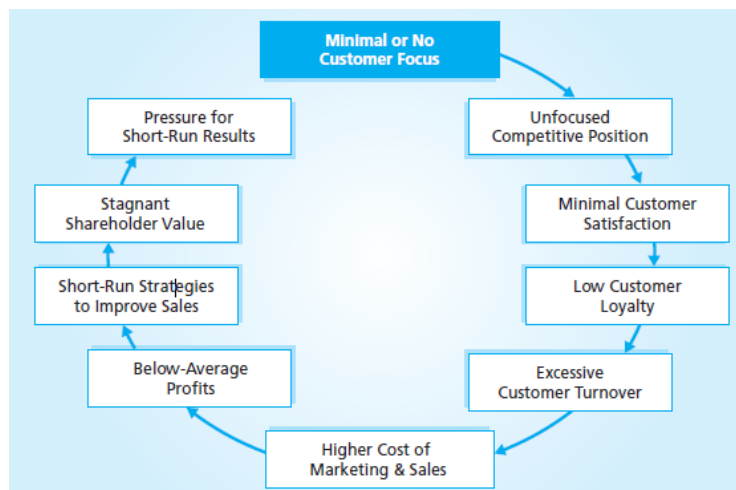 Minimal or No
Customer Focus
Unfocused
Competitive Position
Minimal Customer
Satisfaction
Low Customer
Loyalty
Excessive
Customer Turnover
Higher Cost of
Marketing & Sales
Below-Average
Profits
Short-Run Strategies
to Improve Sales
Stagnant
Shareholder Value
Pressure for
Short-Run Results